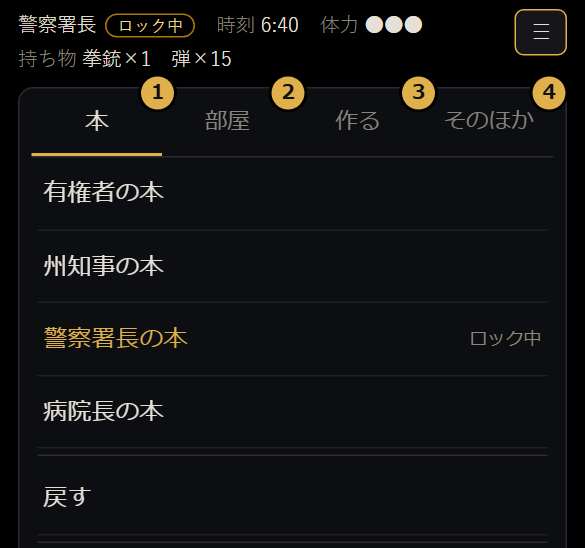 警察署長 ロック中 時刻 6:40 体力 ●●●
持ち物 拳銃×1 弾×15
1 2 3 4
本 部屋 作る そのほか
有権者の本
州知事の本
警察署長の本 ロック中
病院長の本
戻す